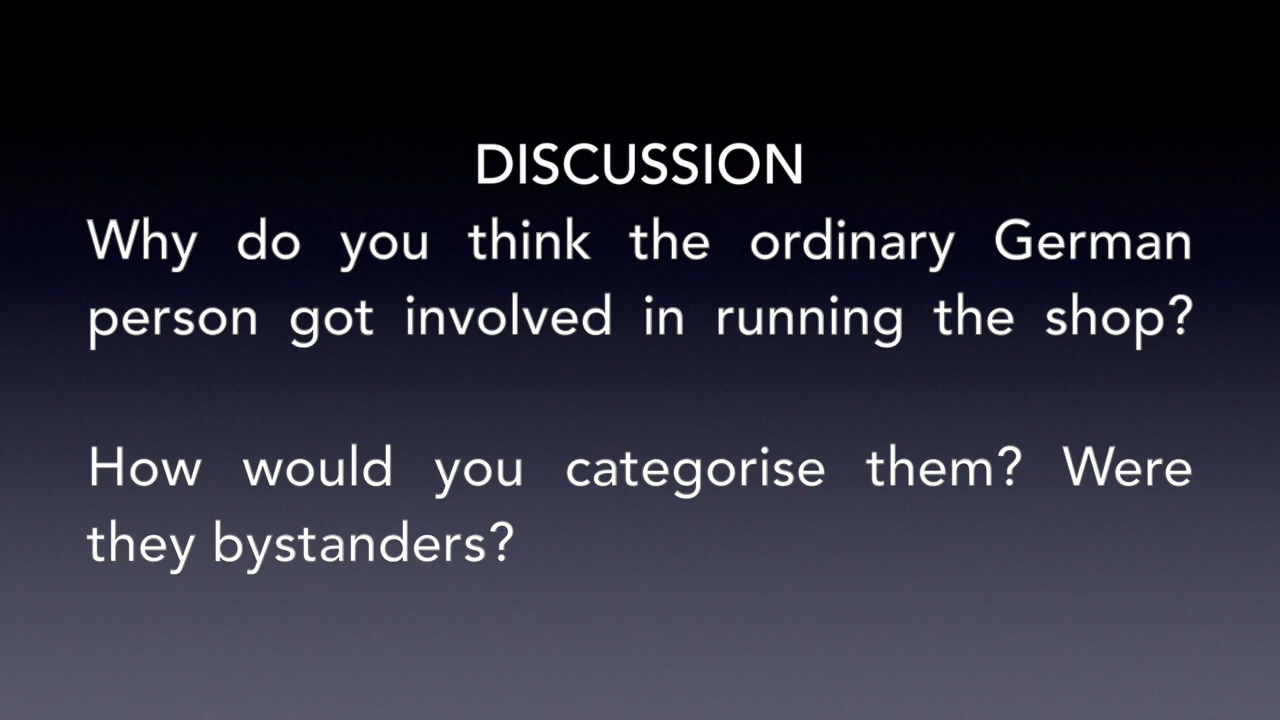 DISCUSSION
Why do you think the ordinary German
person got involved in running the shop?
How would you categorise them? Were
they bystanders?